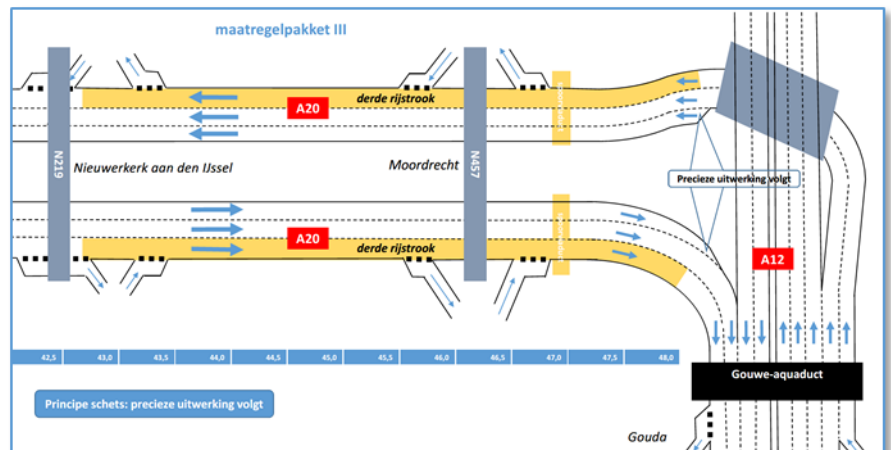 maatregelpakket III
derde rijstrook
A20
N219
Nieuwerkerk aan den IJssel
Moordrecht
N457
Precieze uitwerking volgt
A20
derde rijstrook
A12
42,5 43,0 43,5 44,0 44,5 45,0 45,5 46,0 46,5 47,0 47,5 48,0
Gouwe-aquaduct
Principe schets: precieze uitwerking volgt
Gouda